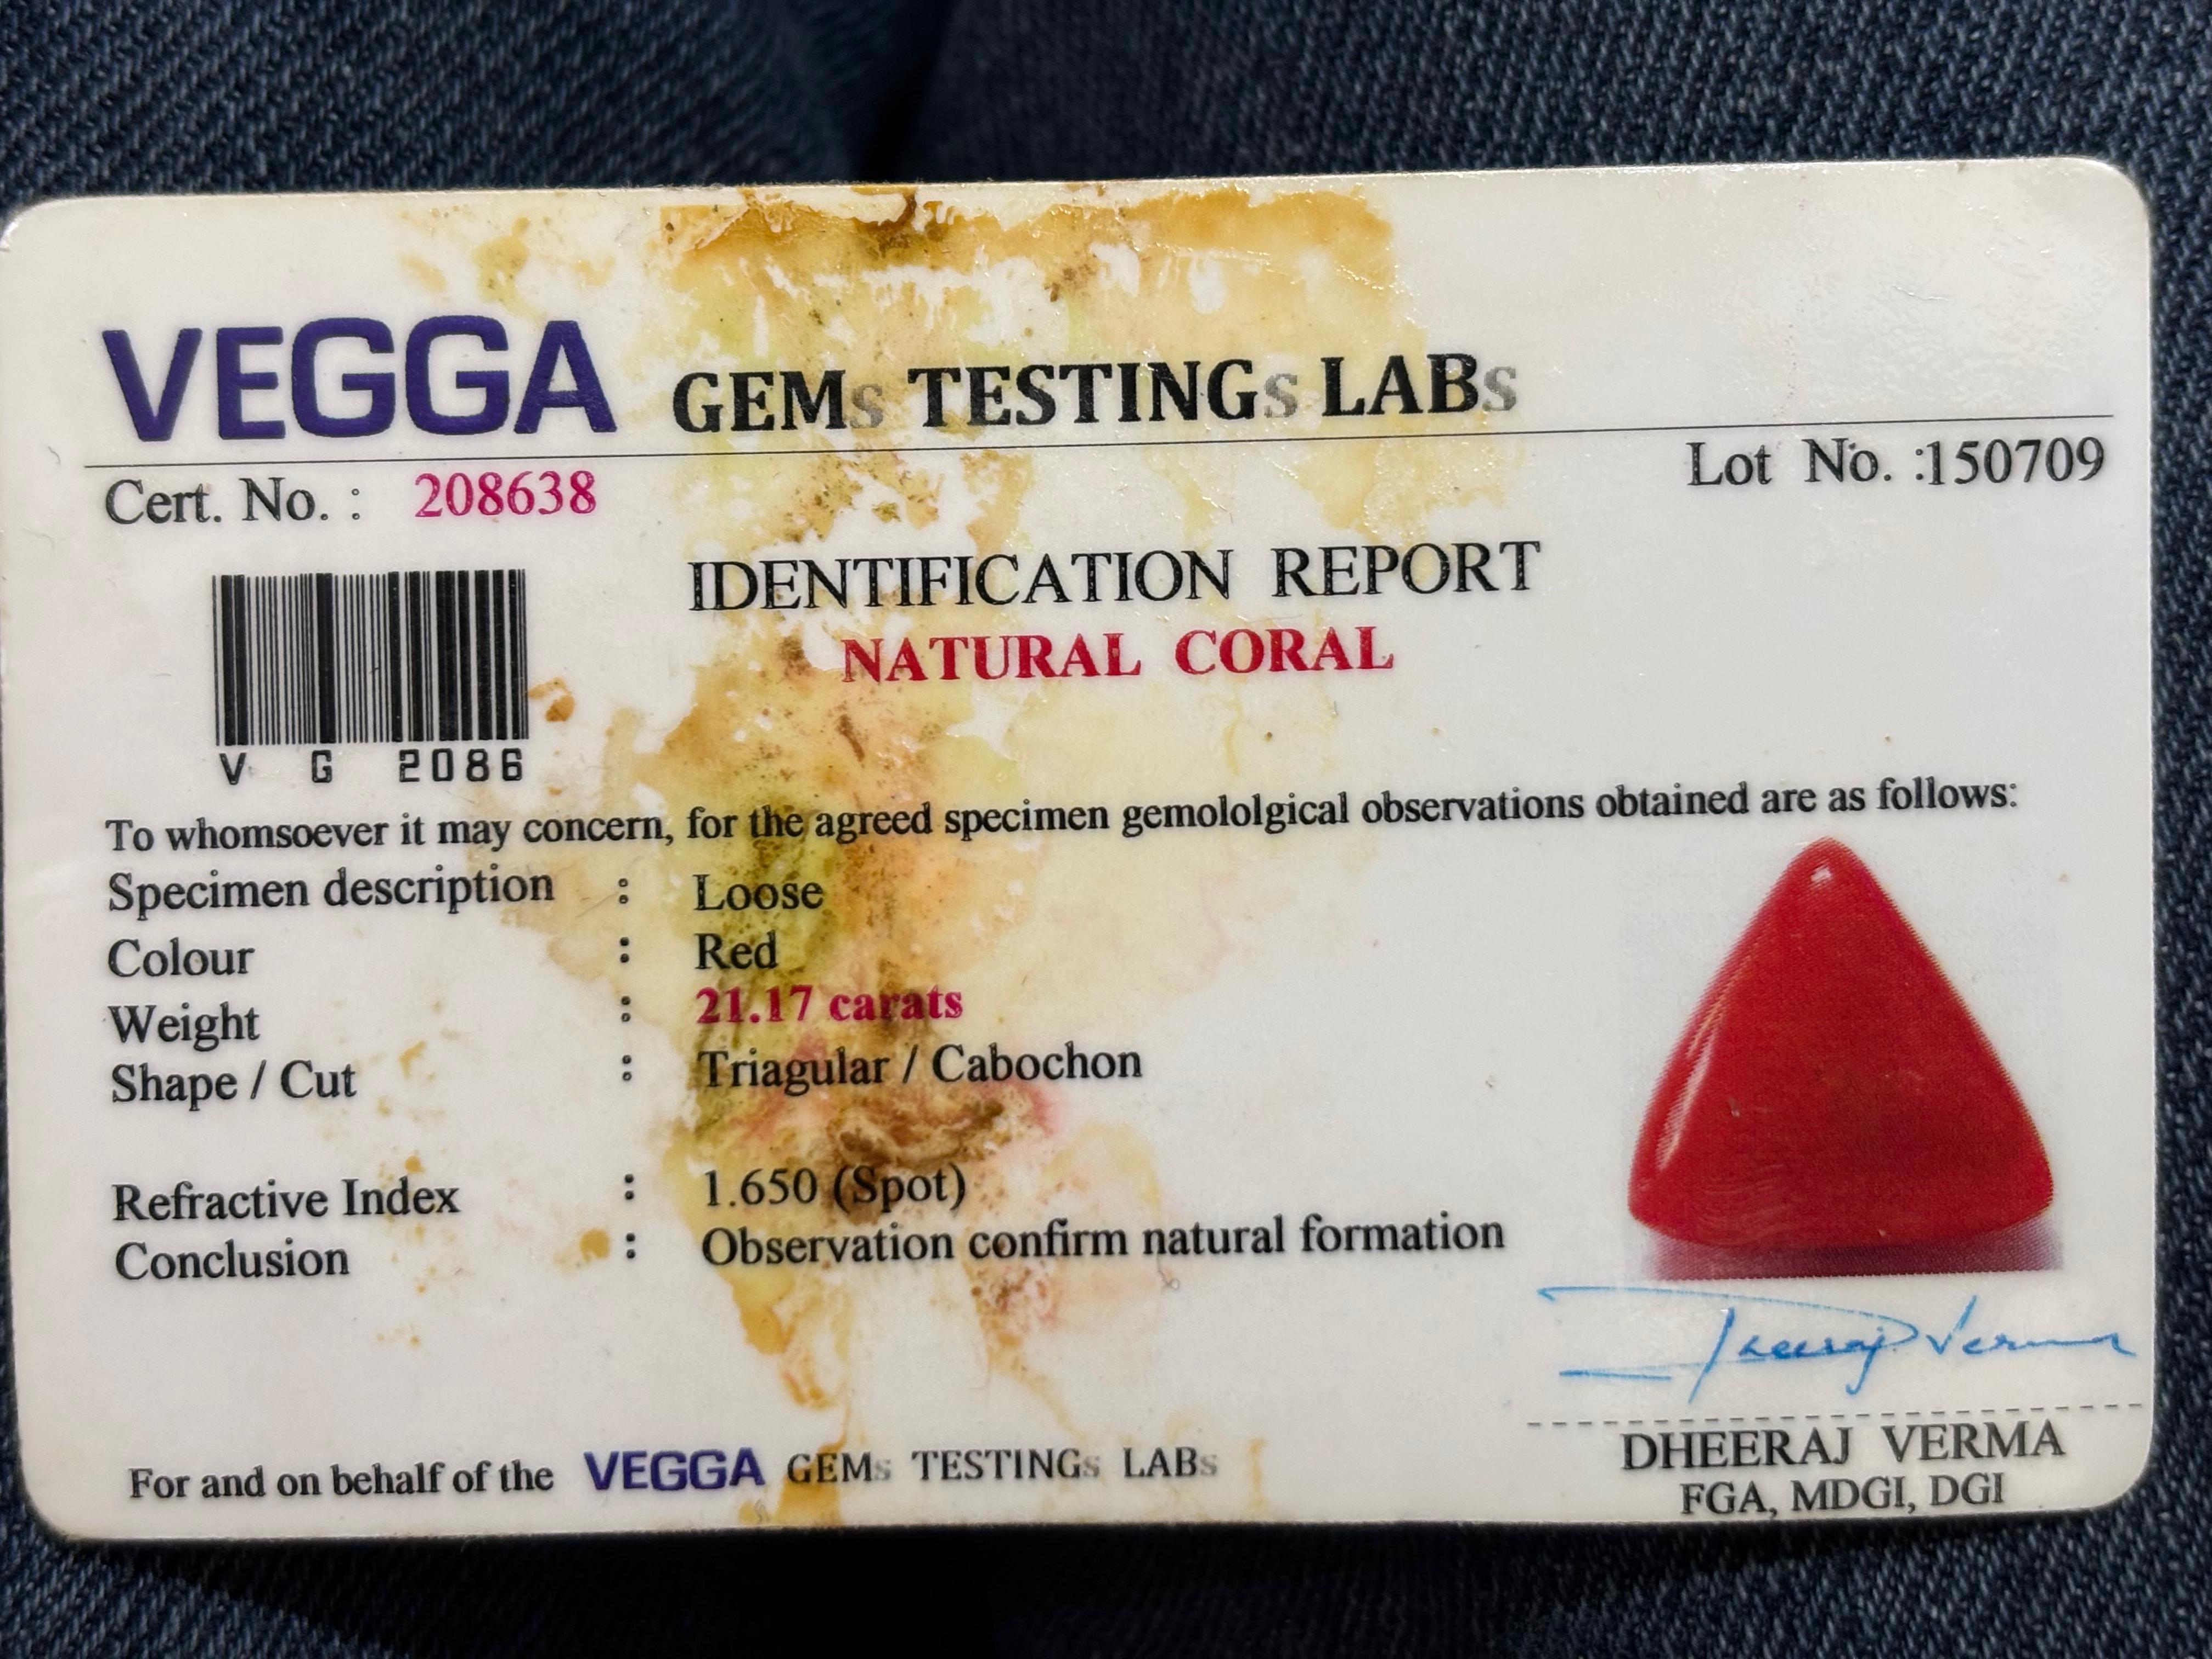 VEGGA GEMs TESTINGs LABs
Cert. No. : 208638
Lot No. :150709
IDENTIFICATION REPORT
NATURAL CORAL
V G 2086
To whomsoever it may concern, for the agreed specimen gemololgical observations obtained are as follows:
Specimen description : Loose
Colour : Red
Weight : 21.17 carats
Shape / Cut : Triagular / Cabochon
Refractive Index : 1.650 (Spot)
Conclusion : Observation confirm natural formation
Dheeraj Verma
For and on behalf of the VEGGA GEMs TESTINGs LABs
DHEERAJ VERMA
FGA, MDGI, DGI